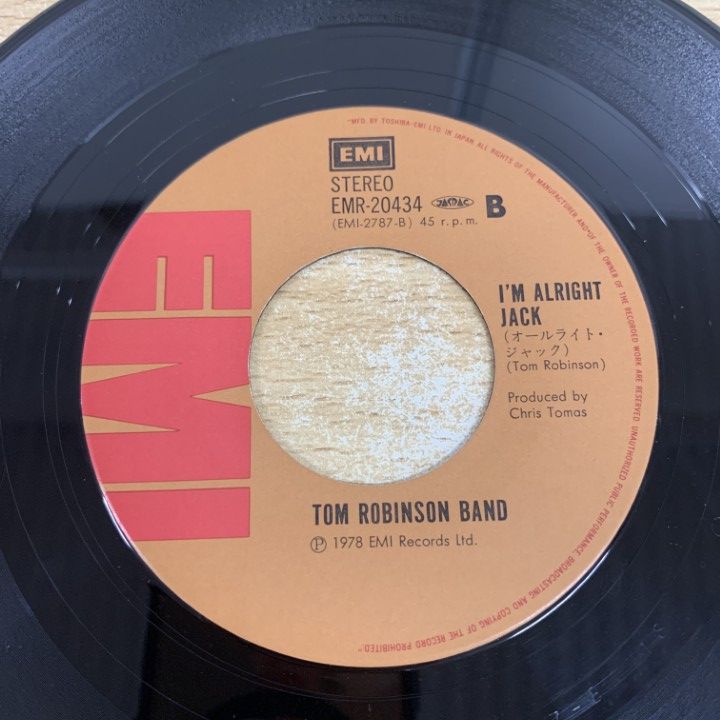 EMI
STEREO
EMR-20434 JASRAC B
(EMI-2787-B) 45 r.p.m.
I'M ALRIGHT
JACK
(オールライト・
ジャック)
(Tom Robinson)
Produced by
Chris Tomas
TOM ROBINSON BAND
Ⓟ 1978 EMI Records Ltd.
EMI
"MFD. BY TOSHIBA-EMI LTD. IN JAPAN. ALL RIGHTS OF THE MANUFACTURER AND OF THE OWNER OF THE RECORDED WORK ARE RESERVED UNAUTHORIZED PUBLIC PERFORMANCE BROADCASTING AND COPYING OF THE RECORD PROHIBITED"